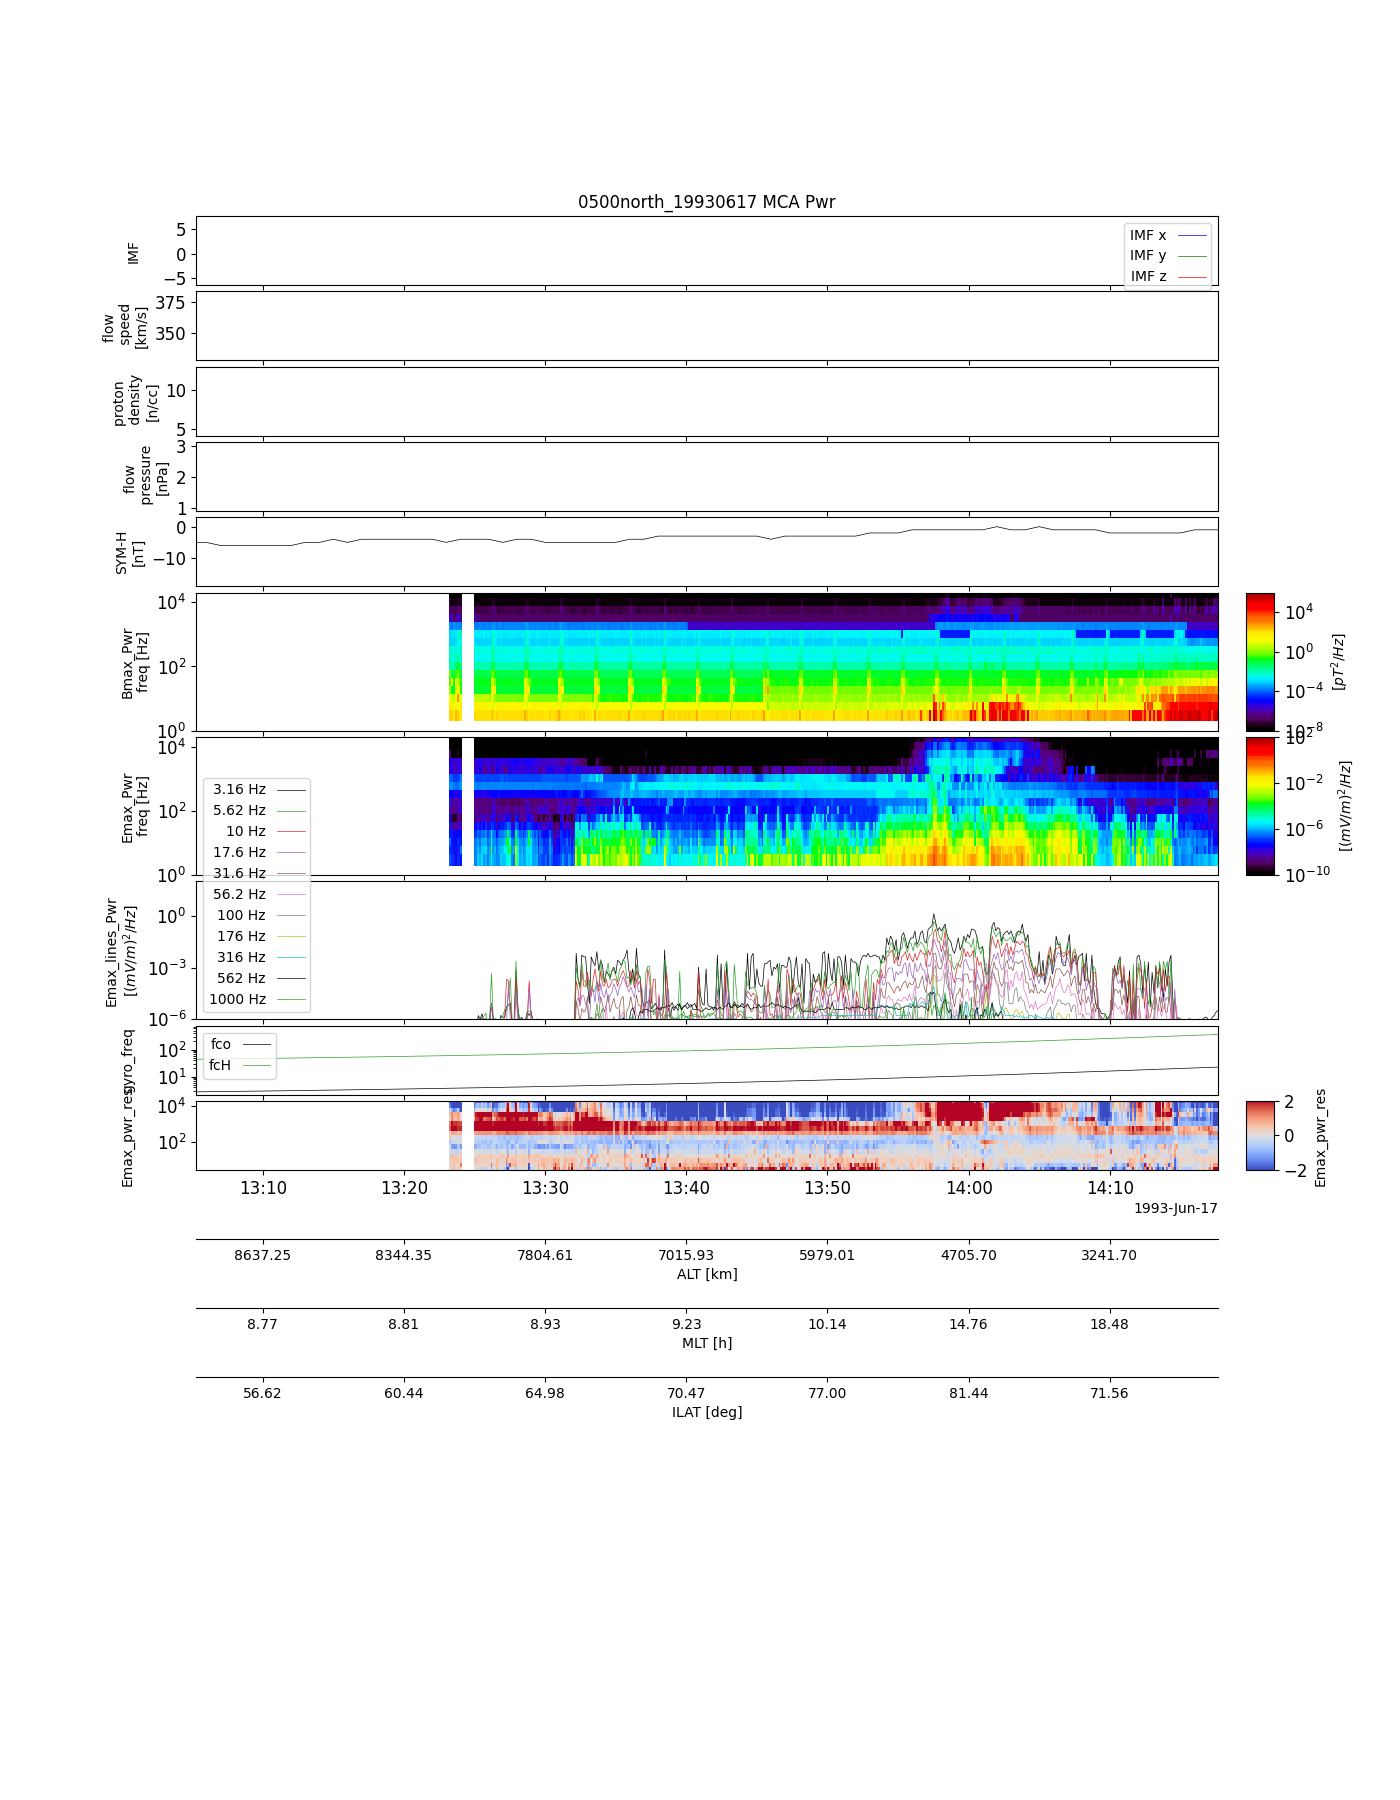 0500north_19930617 MCA Pwr
IMF
5
0
−5
IMF x
IMF y
IMF z
flow
speed
[km/s]
375
350
proton
density
[n/cc]
10
5
flow
pressure
[nPa]
3
2
1
SYM-H
[nT]
0
−10
Bmax_Pwr
freq [Hz]
10^4
10^2
10^0
10^4
10^0
10^−4
10^−8
[pT^2/Hz]
Emax_Pwr
freq [Hz]
10^4
10^2
10^0
10^2
10^−2
10^−6
10^−10
[(mV/m)^2/Hz]
3.16 Hz
5.62 Hz
10 Hz
17.6 Hz
31.6 Hz
56.2 Hz
100 Hz
176 Hz
316 Hz
562 Hz
1000 Hz
Emax_lines_Pwr
[(mV/m)^2/Hz]
10^0
10^−3
10^−6
gyro_freq
10^2
10^1
fco
fcH
Emax_pwr_res
10^4
10^2
2
0
−2
Emax_pwr_res
13:10 13:20 13:30 13:40 13:50 14:00 14:10
1993-Jun-17
8637.25 8344.35 7804.61 7015.93 5979.01 4705.70 3241.70
ALT [km]
8.77 8.81 8.93 9.23 10.14 14.76 18.48
MLT [h]
56.62 60.44 64.98 70.47 77.00 81.44 71.56
ILAT [deg]